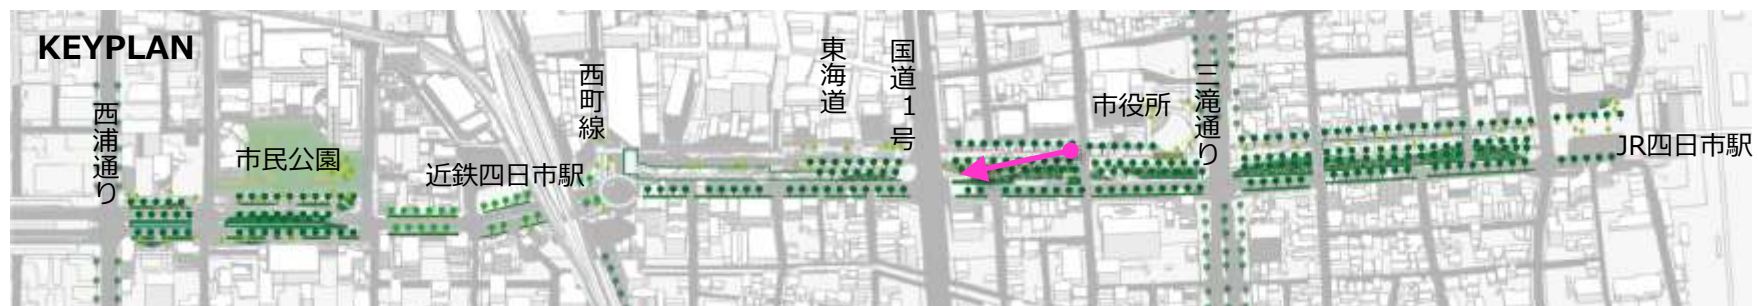 KEYPLAN
西浦通り
市民公園
近鉄四日市駅
西町線
東海道
国道1号
市役所
三滝通り
JR四日市駅